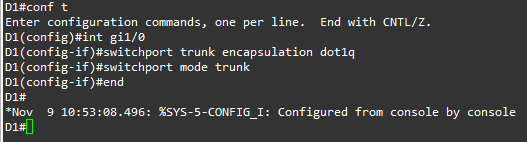 D1#conf t
Enter configuration commands, one per line.  End with CNTL/Z.
D1(config)#int gi1/0
D1(config-if)#switchport trunk encapsulation dot1q
D1(config-if)#switchport mode trunk
D1(config-if)#end
D1#
*Nov  9 10:53:08.496: %SYS-5-CONFIG_I: Configured from console by console
D1#